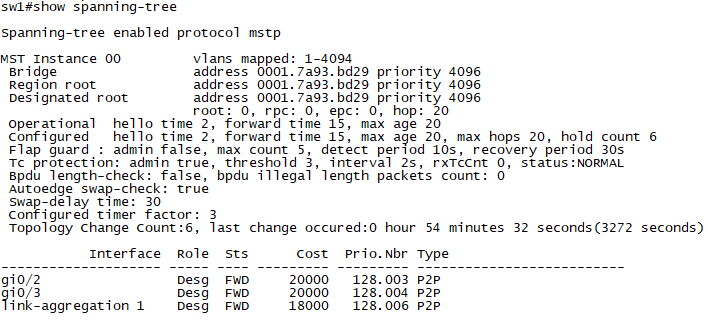 sw1#show spanning-tree
Spanning-tree enabled protocol mstp
MST Instance 00 vlans mapped: 1-4094
Bridge address 0001.7a93.bd29 priority 4096
Region root address 0001.7a93.bd29 priority 4096
Designated root address 0001.7a93.bd29 priority 4096
root: 0, rpc: 0, epc: 0, hop: 20
Operational hello time 2, forward time 15, max age 20
Configured hello time 2, forward time 15, max age 20, max hops 20, hold count 6
Flap guard : admin false, max count 5, detect period 10s, recovery period 30s
Tc protection: admin true, threshold 3, interval 2s, rxTcCnt 0, status:NORMAL
Bpdu length-check: false, bpdu illegal length packets count: 0
Autoedge swap-check: true
Swap-delay time: 30
Configured timer factor: 3
Topology Change Count:6, last change occured:0 hour 54 minutes 32 seconds(3272 seconds)
Interface Role Sts Cost Prio.Nbr Type
-------------------- ---- --- --------- -------- --------------------------------
gi0/2 Desg FWD 20000 128.003 P2P
gi0/3 Desg FWD 20000 128.004 P2P
link-aggregation 1 Desg FWD 18000 128.006 P2P